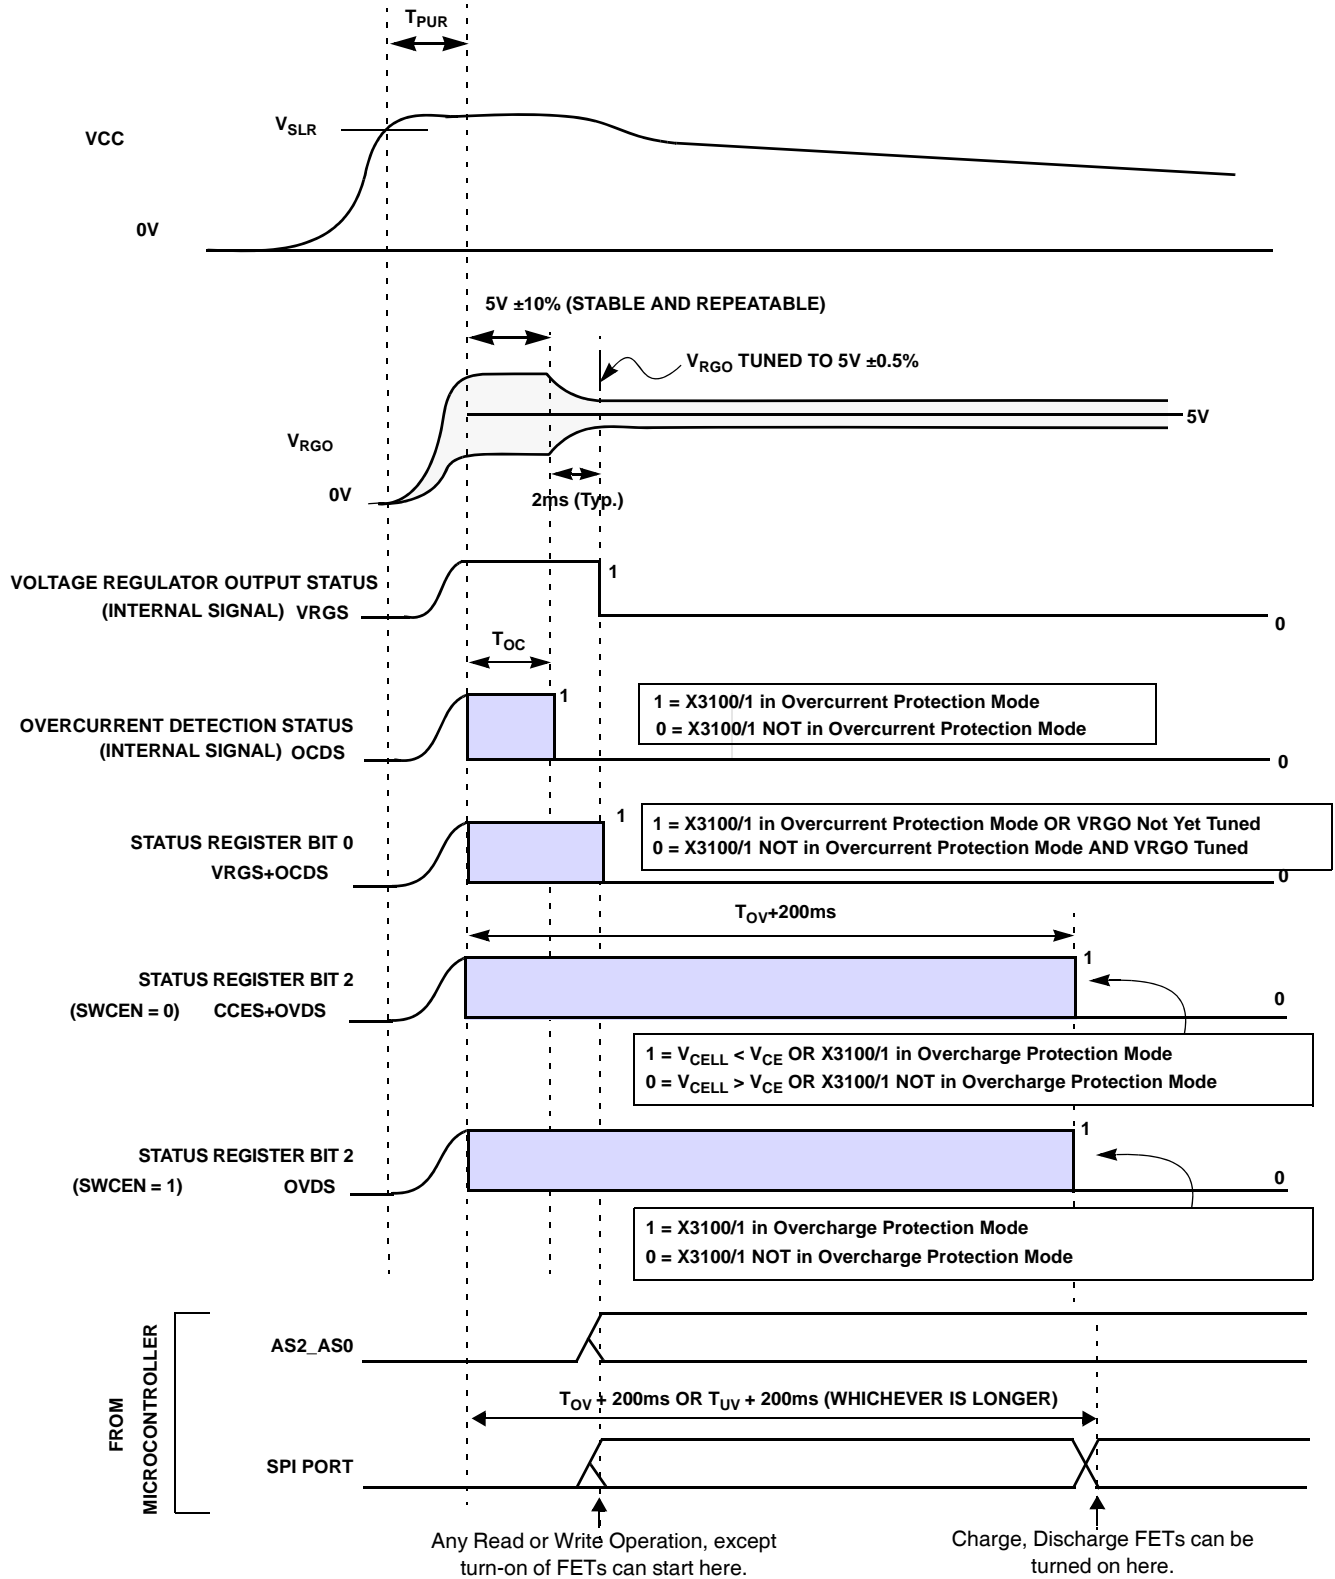 TPUR
VSLR
VCC
0V
5V ±10% (STABLE AND REPEATABLE)
VRGO TUNED TO 5V ±0.5%
5V
VRGO
0V
2ms (Typ.)
VOLTAGE REGULATOR OUTPUT STATUS
(INTERNAL SIGNAL) VRGS
1
0
TOC
OVERCURRENT DETECTION STATUS
(INTERNAL SIGNAL) OCDS
1
1 = X3100/1 in Overcurrent Protection Mode
0 = X3100/1 NOT in Overcurrent Protection Mode
0
STATUS REGISTER BIT 0
VRGS+OCDS
1
1 = X3100/1 in Overcurrent Protection Mode OR VRGO Not Yet Tuned
0 = X3100/1 NOT in Overcurrent Protection Mode AND VRGO Tuned
0
TOV+200ms
STATUS REGISTER BIT 2
(SWCEN = 0) CCES+OVDS
1
0
1 = VCELL < VCE OR X3100/1 in Overcharge Protection Mode
0 = VCELL > VCE OR X3100/1 NOT in Overcharge Protection Mode
STATUS REGISTER BIT 2
(SWCEN = 1) OVDS
1
0
1 = X3100/1 in Overcharge Protection Mode
0 = X3100/1 NOT in Overcharge Protection Mode
FROM
MICROCONTROLLER
AS2_AS0
TOV + 200ms OR TUV + 200ms (WHICHEVER IS LONGER)
SPI PORT
Any Read or Write Operation, except
turn-on of FETs can start here.
Charge, Discharge FETs can be
turned on here.